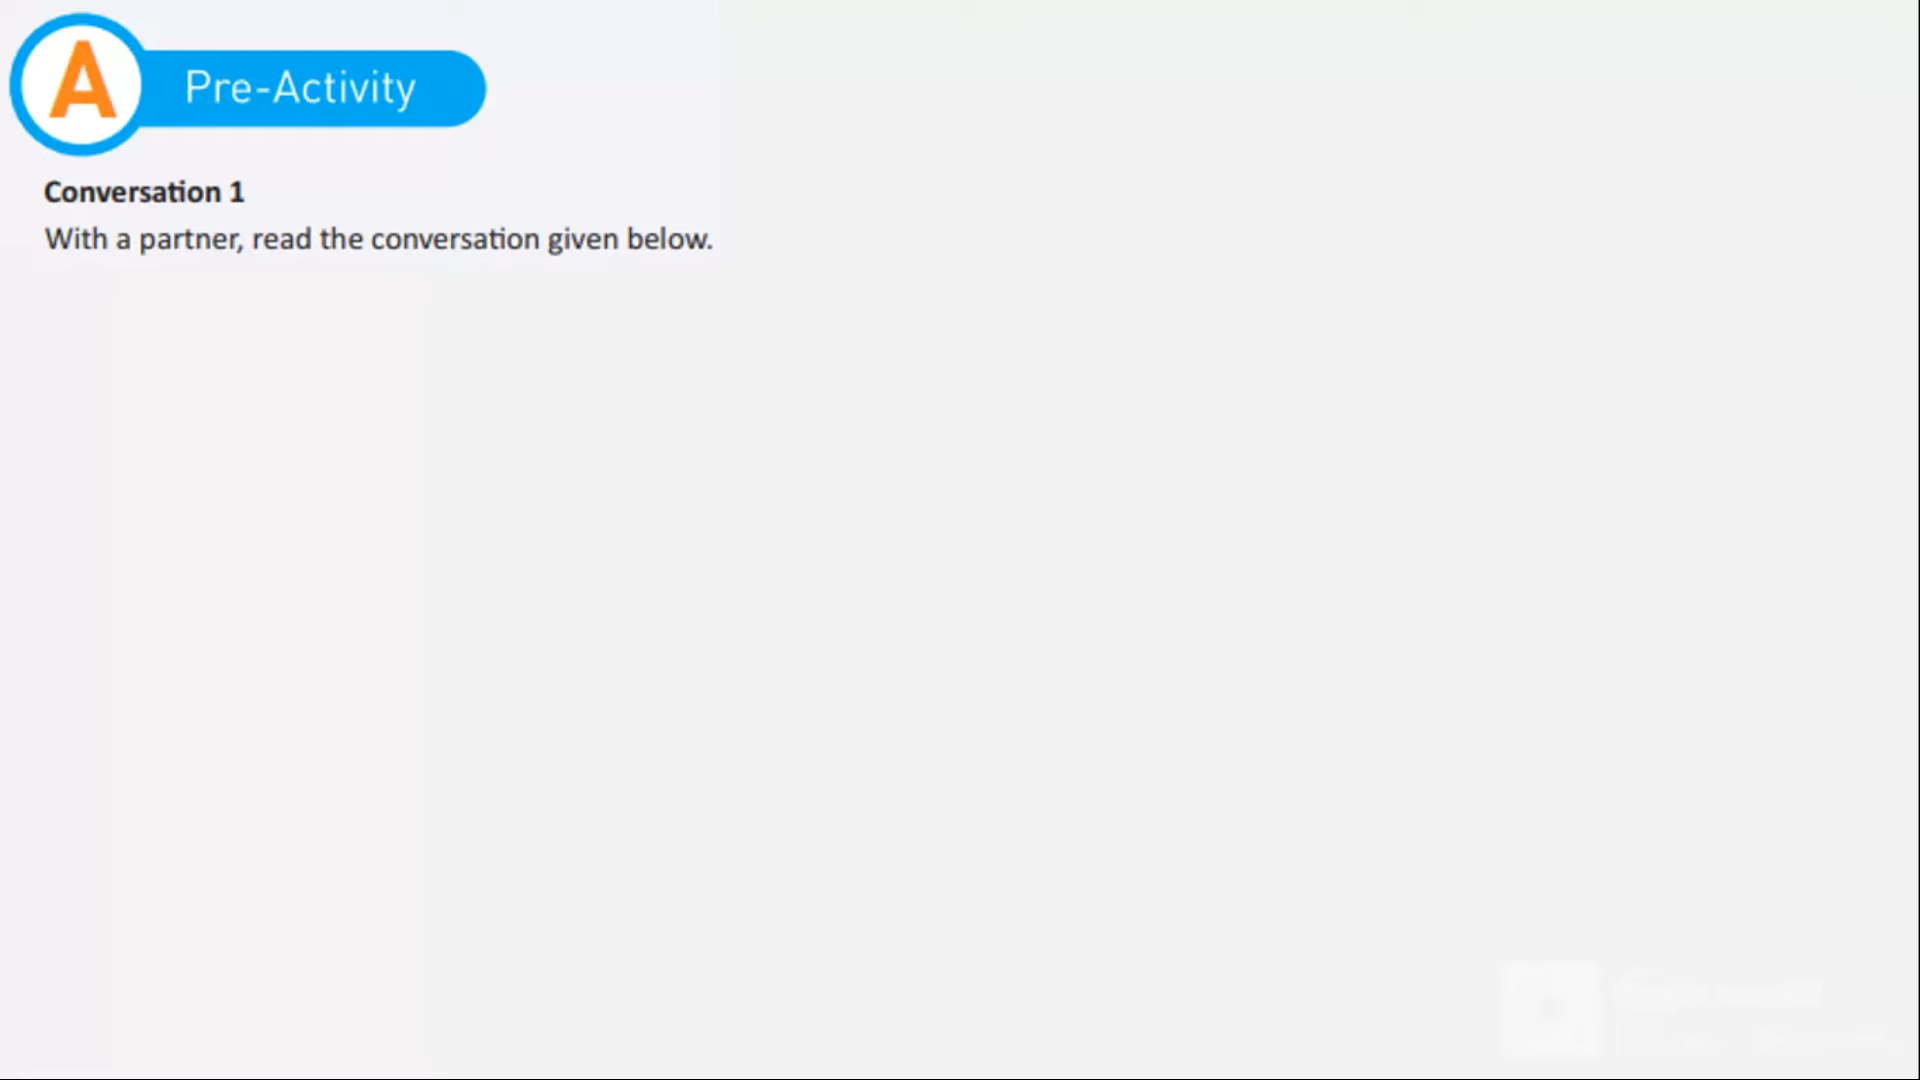 A
Pre-Activity
Conversation 1
With a partner, read the conversation given below.